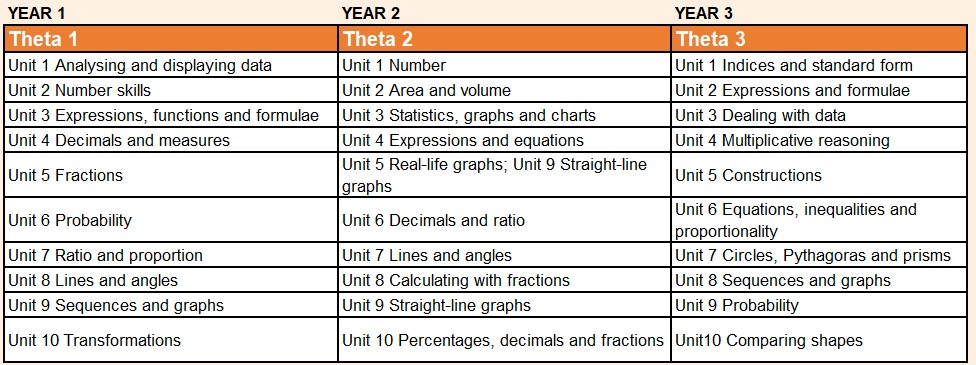 YEAR 1 YEAR 2 YEAR 3
Theta 1 Theta 2 Theta 3
Unit 1 Analysing and displaying data Unit 1 Number Unit 1 Indices and standard form
Unit 2 Number skills Unit 2 Area and volume Unit 2 Expressions and formulae
Unit 3 Expressions, functions and formulae Unit 3 Statistics, graphs and charts Unit 3 Dealing with data
Unit 4 Decimals and measures Unit 4 Expressions and equations Unit 4 Multiplicative reasoning
Unit 5 Fractions Unit 5 Real-life graphs; Unit 9 Straight-line
graphs Unit 5 Constructions
Unit 6 Probability Unit 6 Decimals and ratio Unit 6 Equations, inequalities and
proportionality
Unit 7 Ratio and proportion Unit 7 Lines and angles Unit 7 Circles, Pythagoras and prisms
Unit 8 Lines and angles Unit 8 Calculating with fractions Unit 8 Sequences and graphs
Unit 9 Sequences and graphs Unit 9 Straight-line graphs Unit 9 Probability
Unit 10 Transformations Unit 10 Percentages, decimals and fractions Unit10 Comparing shapes